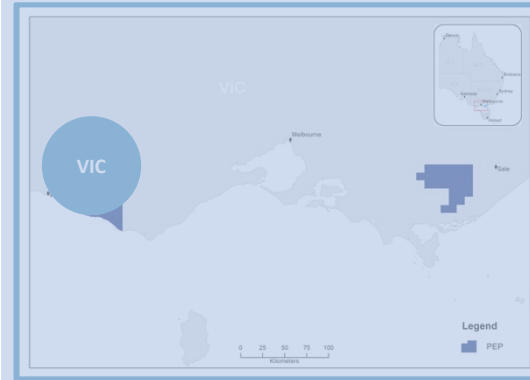 Darwin
Brisbane
Adelaide
Sydney
Melbourne
Hobart
VIC
Melbourne
VIC
Sale
0 25 50 75 100
Kilometers
Legend
PEP